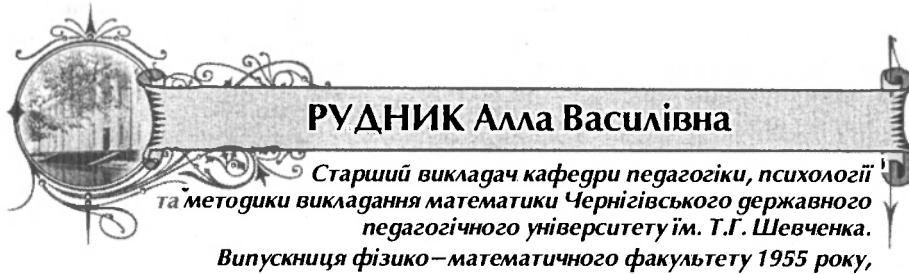 РУДНИК Алла Василівна
Старший викладач кафедри педагогіки, психології
та методики викладання математики Чернігівського державного
педагогічного університету ім. Т.Г. Шевченка.
Випускниця фізико-математичного факультету 1955 року,